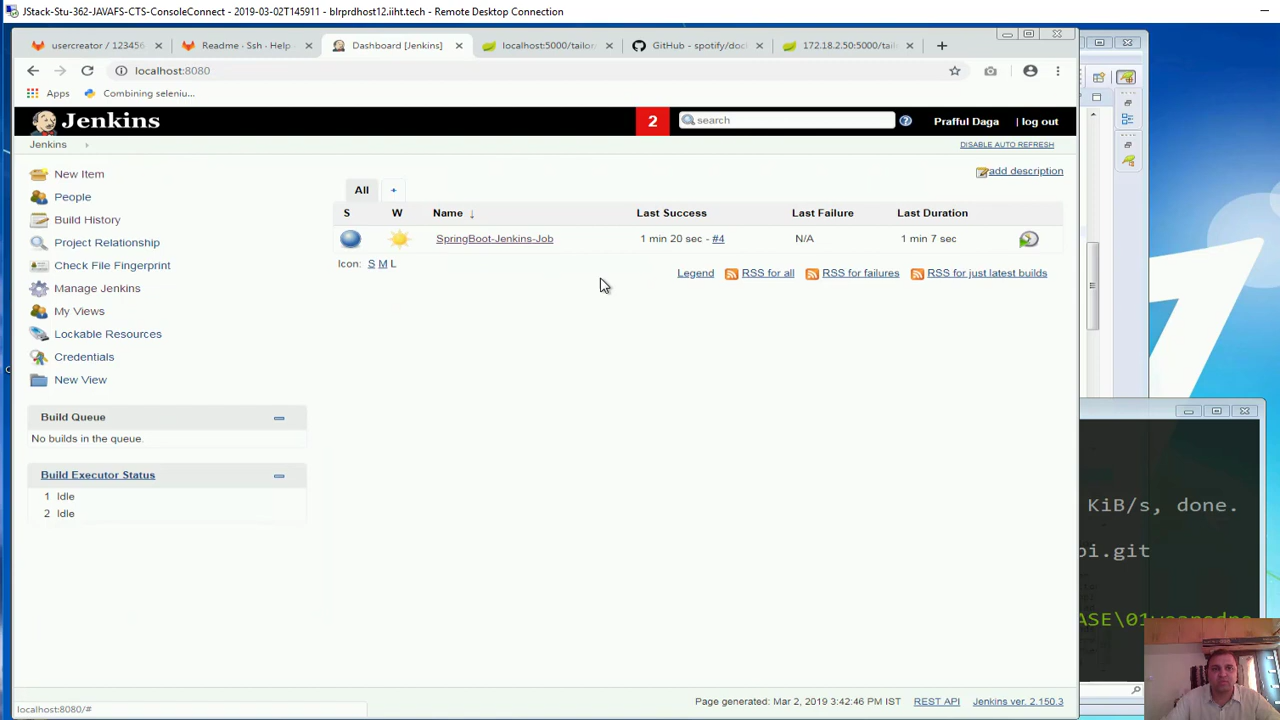 JStack-Stu-362-JAVAFS-CTS-ConsoleConnect - 2019-03-02T145911 - blrprdhost12.iiht.tech - Remote Desktop Connection
usercreator / 123456
Readme · Ssh · Help
Dashboard [Jenkins]
localhost:5000/tailor
GitHub - spotify/doc
172.18.2.50:5000/tail
localhost:8080
Apps
Combining seleniu...
Jenkins
2
search
Prafful Daga
| log out
Jenkins
DISABLE AUTO REFRESH
New Item
People
Build History
Project Relationship
Check File Fingerprint
Manage Jenkins
My Views
Lockable Resources
Credentials
New View
add description
All
+
S W Name ↓ Last Success Last Failure Last Duration
SpringBoot-Jenkins-Job 1 min 20 sec - #4 N/A 1 min 7 sec
Icon: S M L
Legend RSS for all RSS for failures RSS for just latest builds
Build Queue
No builds in the queue.
Build Executor Status
1 Idle
2 Idle
KiB/s, done.
pi.git
Page generated: Mar 2, 2019 3:42:46 PM IST REST API Jenkins ver. 2.150.3
localhost:8080/#